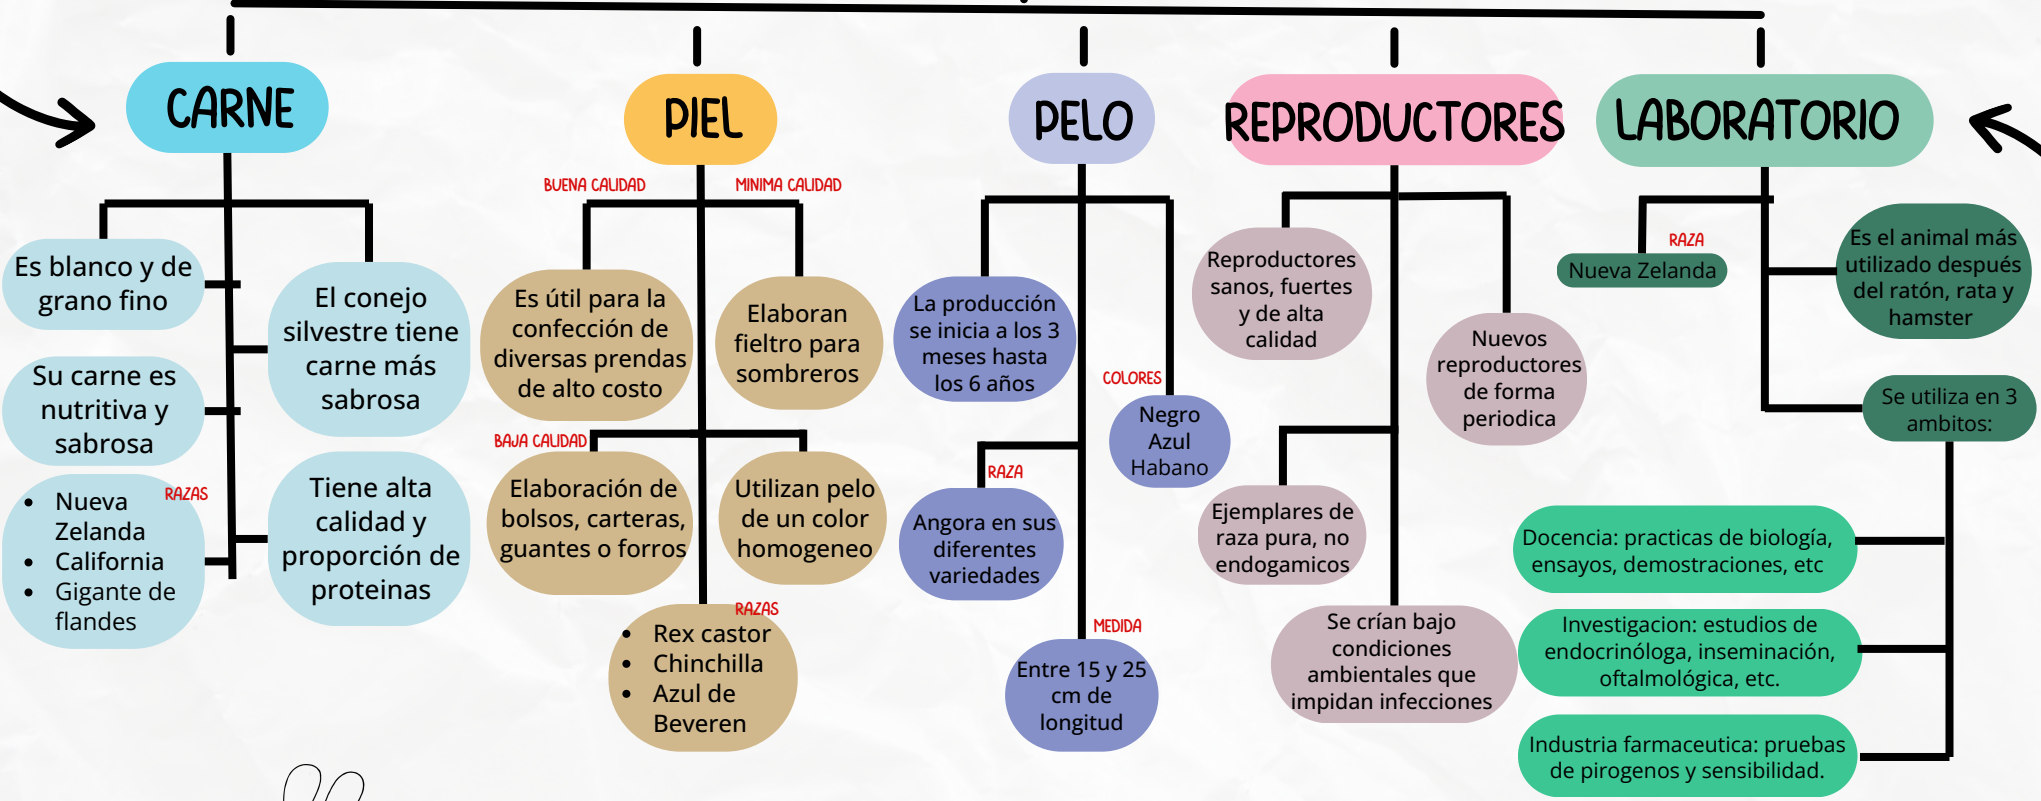 CARNE
Es blanco y de
grano fino
El conejo
silvestre tiene
carne más
sabrosa
Su carne es
nutritiva y
sabrosa
RAZAS
• Nueva
Zelanda
• California
• Gigante de
flandes
Tiene alta
calidad y
proporción de
proteinas
PIEL
BUENA CALIDAD
Es útil para la
confección de
diversas prendas
de alto costo
MINIMA CALIDAD
Elaboran
fieltro para
sombreros
BAJA CALIDAD
Elaboración de
bolsos, carteras,
guantes o forros
Utilizan pelo
de un color
homogeneo
RAZAS
• Rex castor
• Chinchilla
• Azul de
Beveren
PELO
La producción
se inicia a los 3
meses hasta
los 6 años
COLORES
Negro
Azul
Habano
RAZA
Angora en sus
diferentes
variedades
MEDIDA
Entre 15 y 25
cm de
longitud
REPRODUCTORES
Reproductores
sanos, fuertes
y de alta
calidad
Nuevos
reproductores
de forma
periodica
Ejemplares de
raza pura, no
endogamicos
Se crían bajo
condiciones
ambientales que
impidan infecciones
LABORATORIO
RAZA
Nueva Zelanda
Es el animal más
utilizado después
del ratón, rata y
hamster
Se utiliza en 3
ambitos:
Docencia: practicas de biología,
ensayos, demostraciones, etc
Investigacion: estudios de
endocrinóloga, inseminación,
oftalmológica, etc.
Industria farmaceutica: pruebas
de pirogenos y sensibilidad.